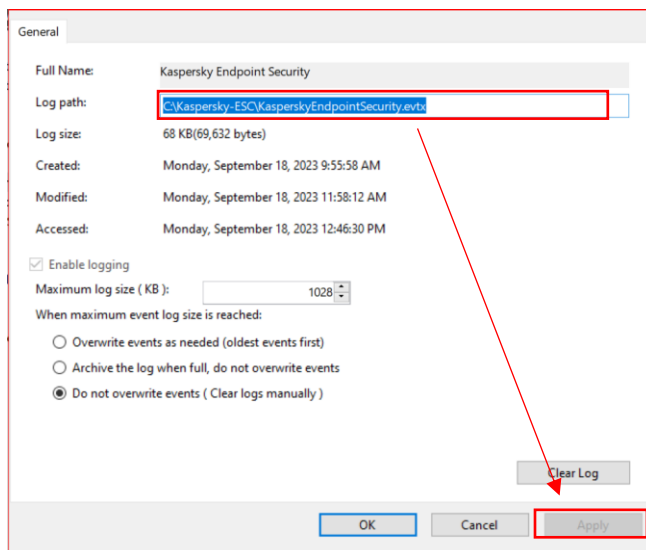 General
Full Name: Kaspersky Endpoint Security
Log path: C\Kaspersky-ESC\KasperskyEndpointSecurity.evtx
Log size: 68 KB(69,632 bytes)
Created: Monday, September 18, 2023 9:55:58 AM
Modified: Monday, September 18, 2023 11:58:12 AM
Accessed: Monday, September 18, 2023 12:46:30 PM
Enable logging
Maximum log size ( KB ): 1028
When maximum event log size is reached:
Overwrite events as needed (oldest events first)
Archive the log when full, do not overwrite events
Do not overwrite events ( Clear logs manually )
Clear Log
OK Cancel Apply